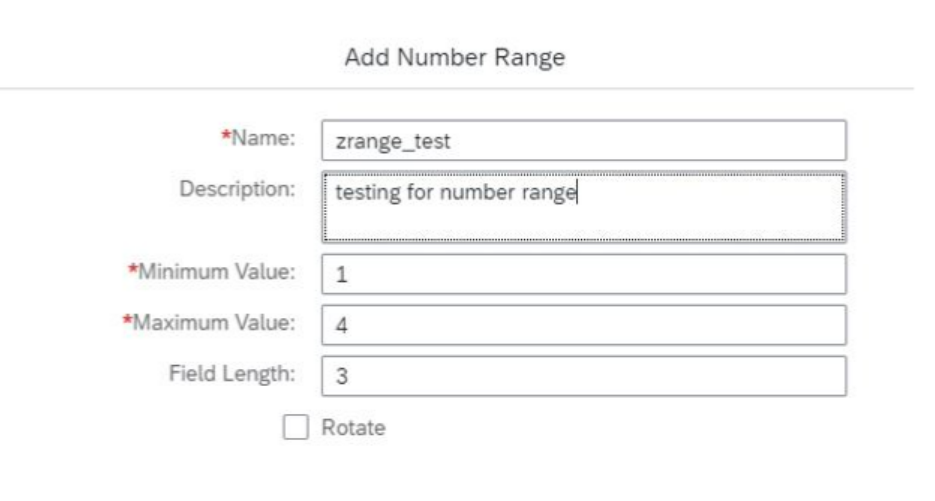 Add Number Range
*Name: zrange_test
Description: testing for number range
*Minimum Value: 1
*Maximum Value: 4
Field Length: 3
Rotate